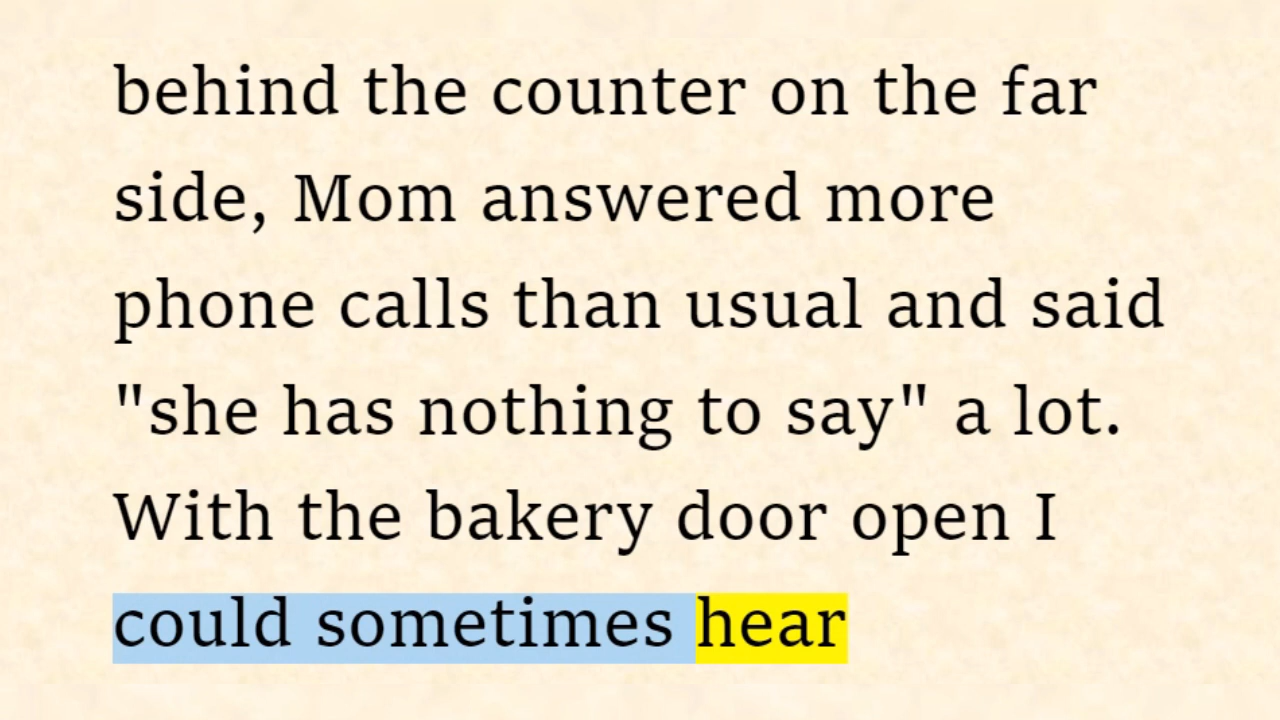 behind the counter on the far
side, Mom answered more
phone calls than usual and said
"she has nothing to say" a lot.
With the bakery door open I
could sometimes hear